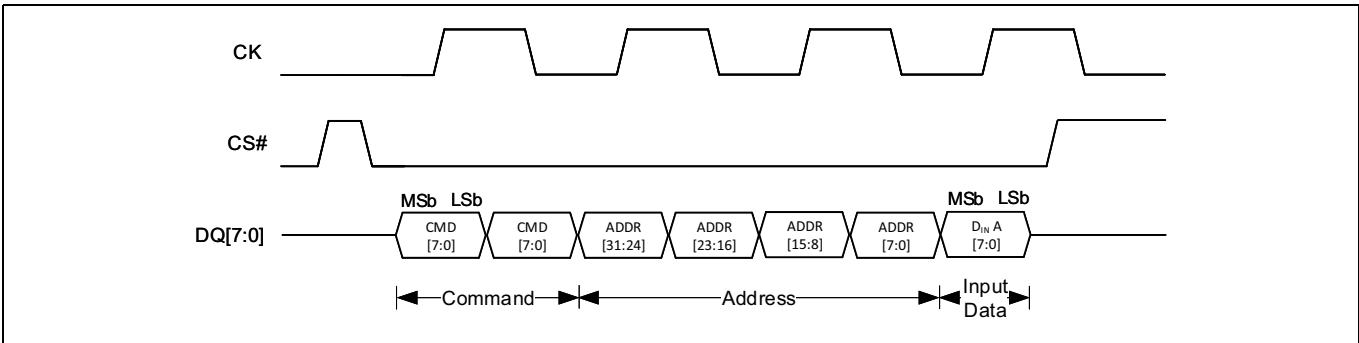 CK
CS#
MSb LSb MSb LSb
DQ[7:0] CMD [7:0] CMD [7:0] ADDR [31:24] ADDR [23:16] ADDR [15:8] ADDR [7:0] DIN A [7:0]
Command Address Input Data